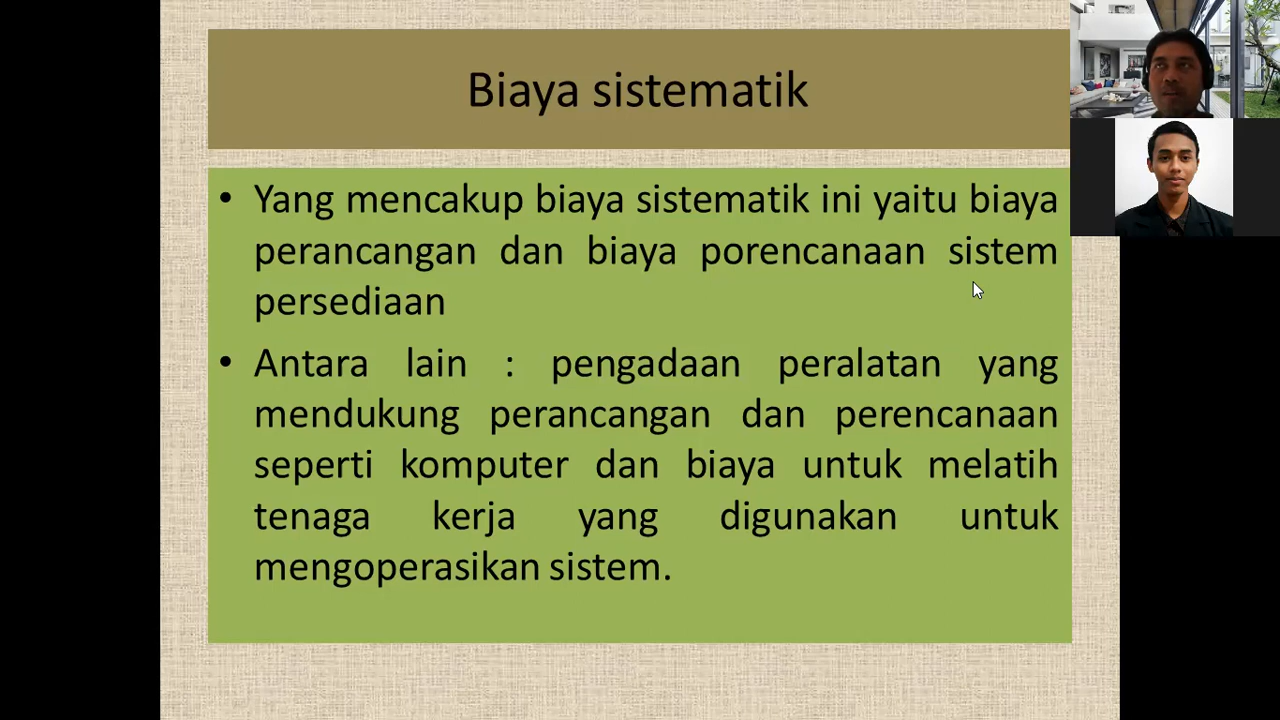 Biaya sistematik
• Yang mencakup biaya sistematik ini yaitu biaya
perancangan dan biaya porencanaan sistem
persediaan
• Antara lain : pengadaan peralatan yang
mendukung perancangan dan perencanaan
seperti komputer dan biaya untuk melatih
tenaga kerja yang digunakan untuk
mengoperasikan sistem.